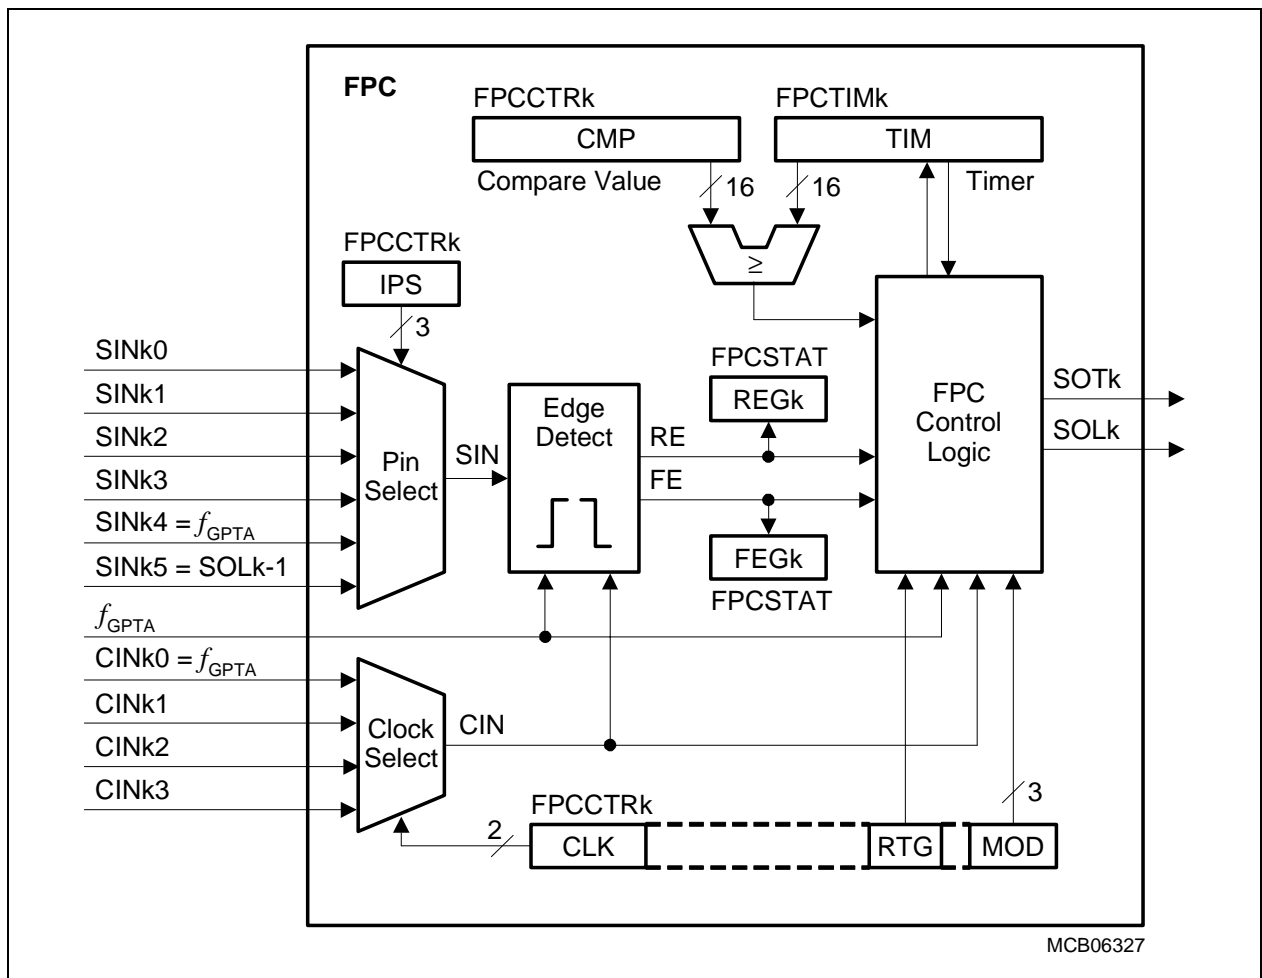 FPC
FPCCTRk
CMP
Compare Value
16
FPCTIMk
TIM
Timer
16
≥
FPCCTRk
IPS
3
SINk0
SINk1
SINk2
SINk3
SINk4 = fGPTA
SINk5 = SOLk-1
fGPTA
CINk0 = fGPTA
CINk1
CINk2
CINk3
Pin
Select
SIN
Edge
Detect
RE
FE
FPCSTAT
REGk
FEGk
FPCSTAT
FPC
Control
Logic
SOTk
SOLk
Clock
Select
CIN
2
FPCCTRk
CLK
RTG
MOD
3
MCB06327